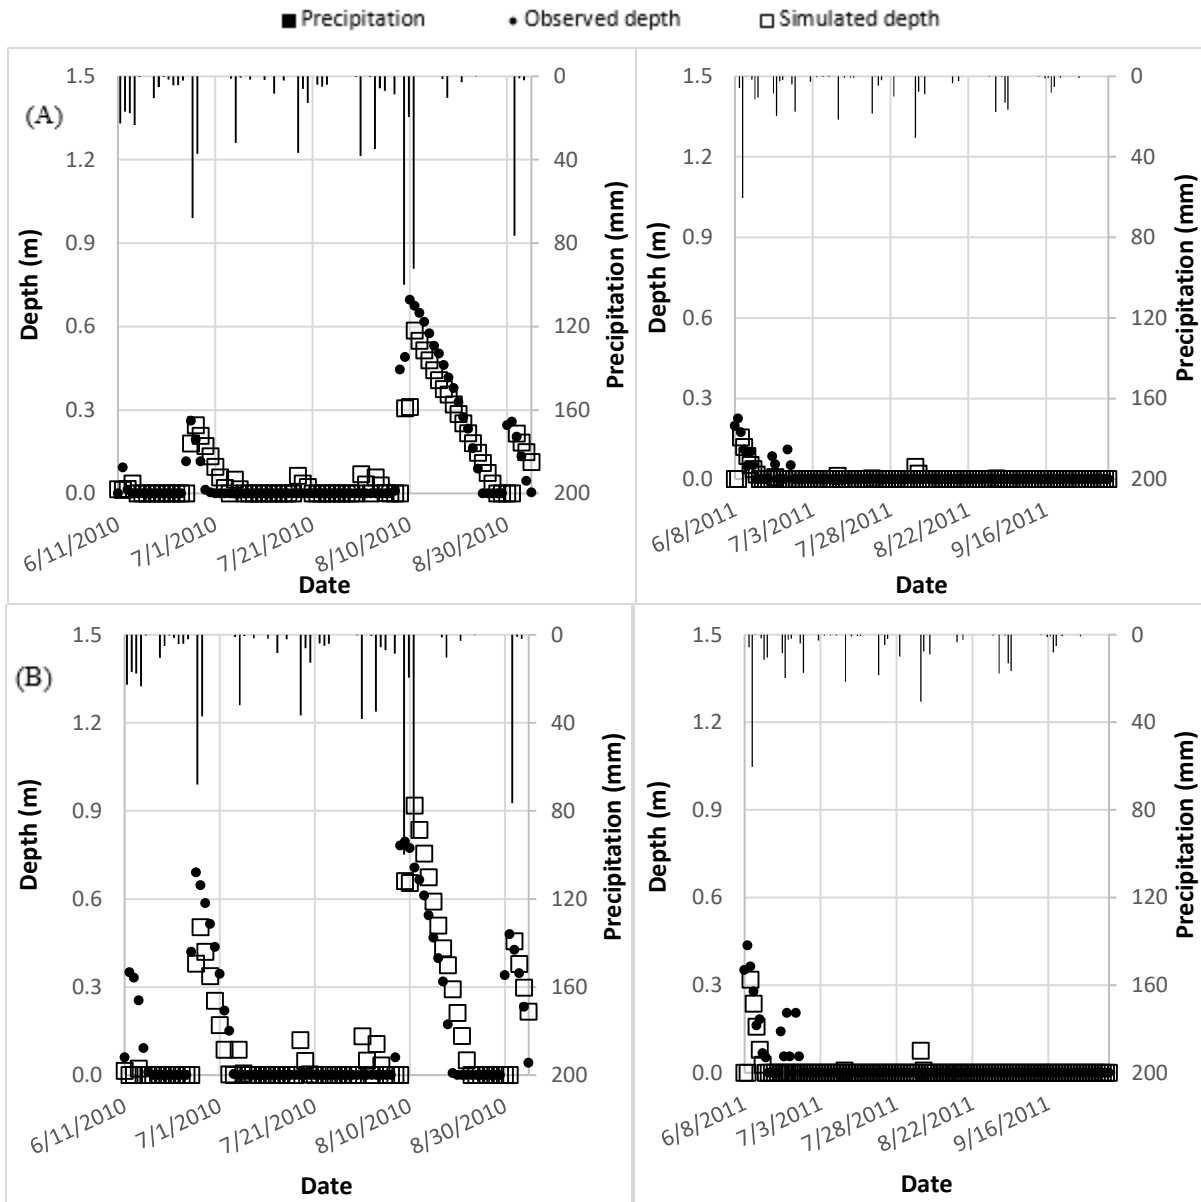 Precipitation Observed depth Simulated depth
(A)
1.5
1.2
0.9
0.6
0.3
0.0
Depth (m)
0
40
80
120
160
200
Precipitation (mm)
6/11/2010 7/1/2010 7/21/2010 8/10/2010 8/30/2010
Date
1.5
1.2
0.9
0.6
0.3
0.0
Depth (m)
0
40
80
120
160
200
Precipitation (mm)
6/8/2011 7/3/2011 7/28/2011 8/22/2011 9/16/2011
Date
(B)
1.5
1.2
0.9
0.6
0.3
0.0
Depth (m)
0
40
80
120
160
200
Precipitation (mm)
6/11/2010 7/1/2010 7/21/2010 8/10/2010 8/30/2010
Date
1.5
1.2
0.9
0.6
0.3
0.0
Depth (m)
0
40
80
120
160
200
Precipitation (mm)
6/8/2011 7/3/2011 7/28/2011 8/22/2011 9/16/2011
Date